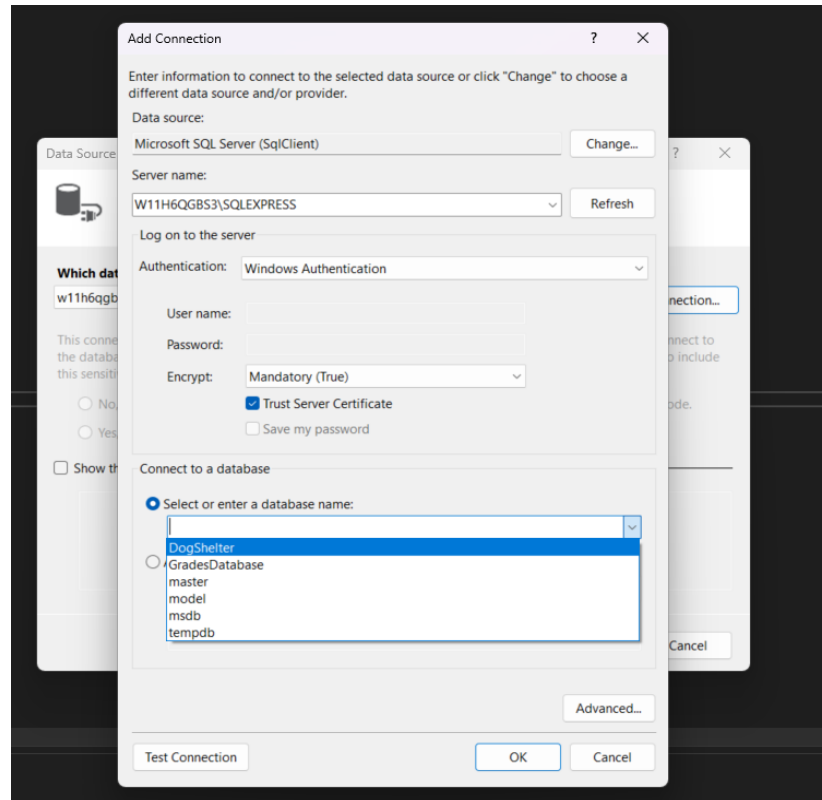 Add Connection
?
Enter information to connect to the selected data source or click "Change" to choose a
different data source and/or provider.
Data source:
Microsoft SQL Server (SqlClient)
Change...
Server name:
W11H6QGBS3\SQLEXPRESS
Refresh
Log on to the server
Authentication:
Windows Authentication
User name:
Password:
Encrypt:
Mandatory (True)
Trust Server Certificate
Save my password
Connect to a database
Select or enter a database name:
DogShelter
GradesDatabase
master
model
msdb
tempdb
Advanced...
Test Connection
OK
Cancel
Data Source
?
Which dat
w11h6qgb
nection...
This conne
nnect to
the databa
include
this sensiti
No,
ode.
Yes,
Show th
Cancel